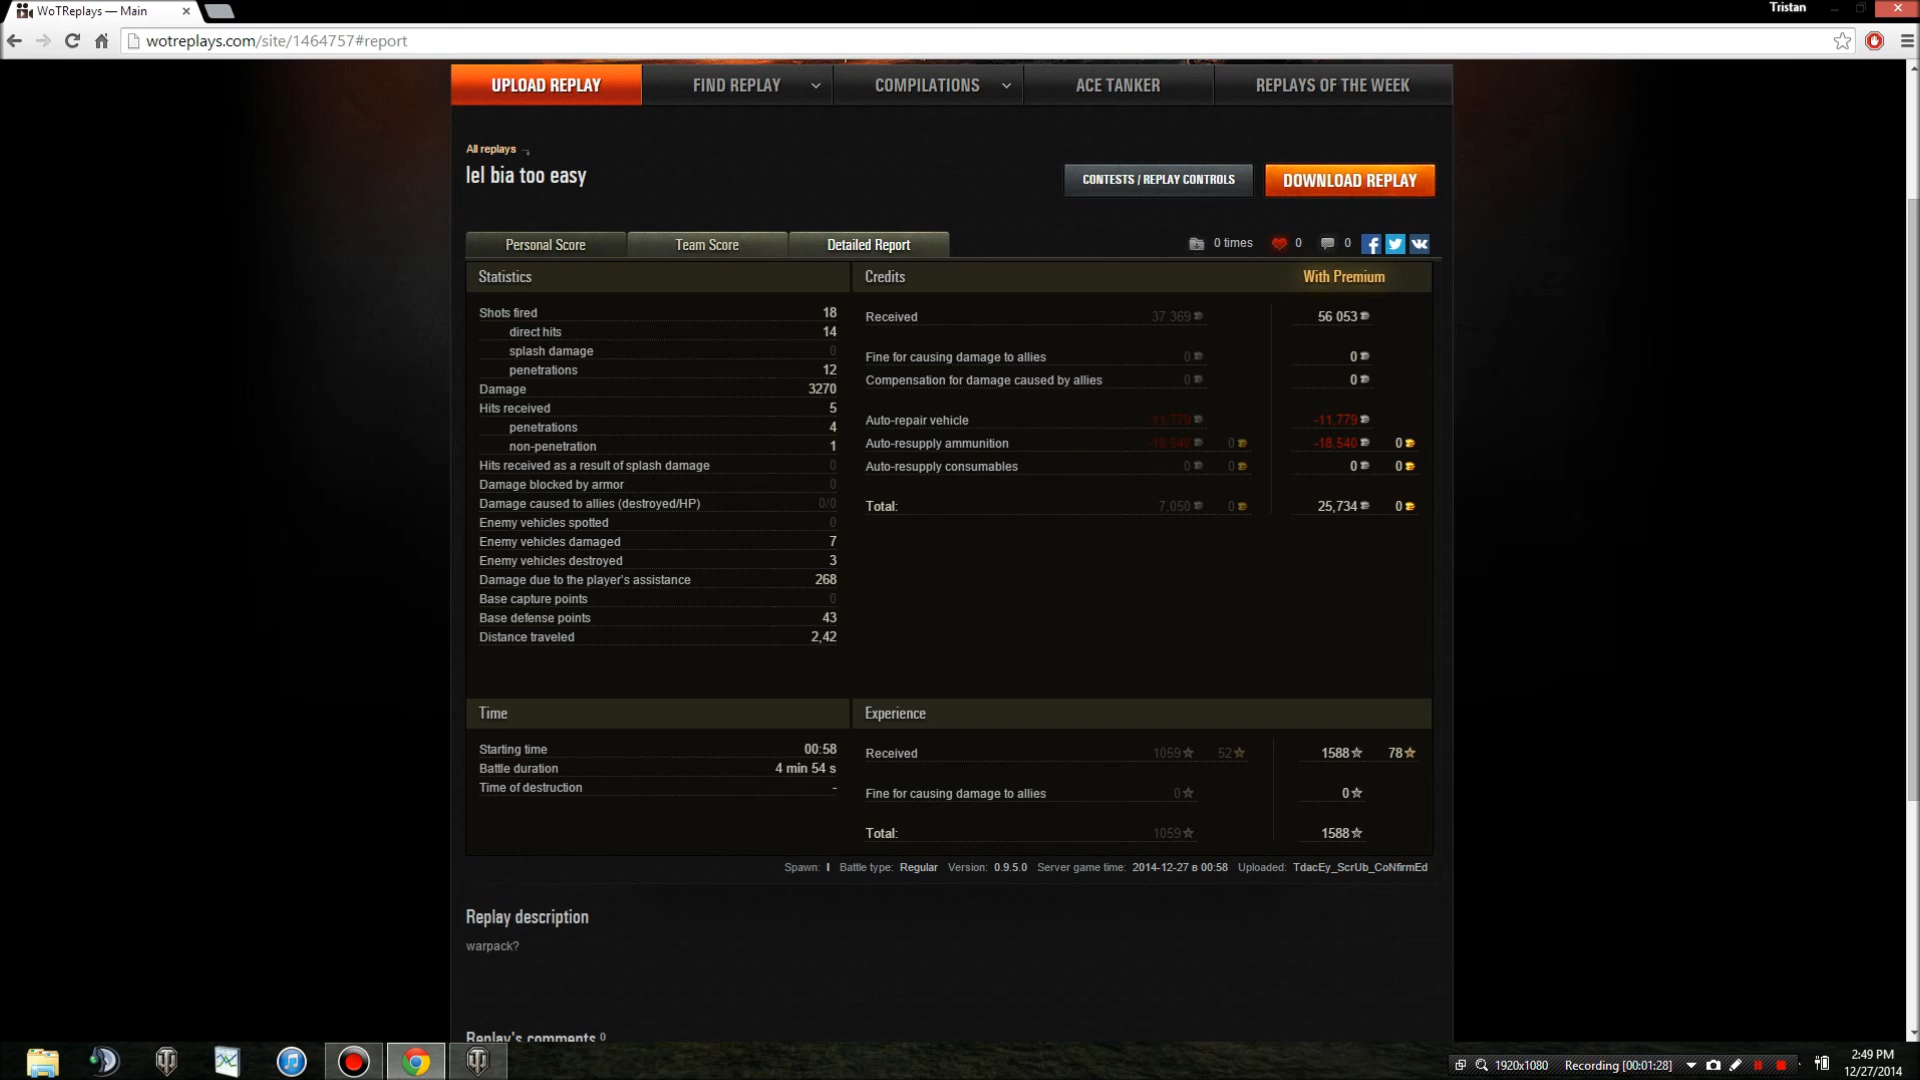 WoTReplays — Main
Tristan
wotreplays.com/site/1464757#report
UPLOAD REPLAY FIND REPLAY COMPILATIONS ACE TANKER REPLAYS OF THE WEEK
All replays
lel bia too easy
CONTESTS / REPLAY CONTROLS DOWNLOAD REPLAY
Personal Score Team Score Detailed Report 0 times 0 0
Statistics
Shots fired 18
direct hits 14
splash damage 0
penetrations 12
Damage 3270
Hits received 5
penetrations 4
non-penetration 1
Hits received as a result of splash damage 0
Damage blocked by armor 0
Damage caused to allies (destroyed/HP) 0/0
Enemy vehicles spotted 0
Enemy vehicles damaged 7
Enemy vehicles destroyed 3
Damage due to the player's assistance 268
Base capture points 0
Base defense points 43
Distance traveled 2,42
Credits With Premium
Received 37 369 56 053
Fine for causing damage to allies 0 0
Compensation for damage caused by allies 0 0
Auto-repair vehicle -11,779 -11,779
Auto-resupply ammunition -18,540 0 -18,540 0
Auto-resupply consumables 0 0 0 0
Total: 7,050 0 25,734 0
Time
Starting time 00:58
Battle duration 4 min 54 s
Time of destruction -
Experience
Received 1059 52 1588 78
Fine for causing damage to allies 0 0
Total: 1059 1588
Spawn: I Battle type: Regular Version: 0.9.5.0 Server game time: 2014-12-27 в 00:58 Uploaded: TdacEy_ScrUb_CoNfirmEd
Replay description
warpack?
Replay's comments 0
1920x1080 Recording [00:01:28]
2:49 PM
12/27/2014